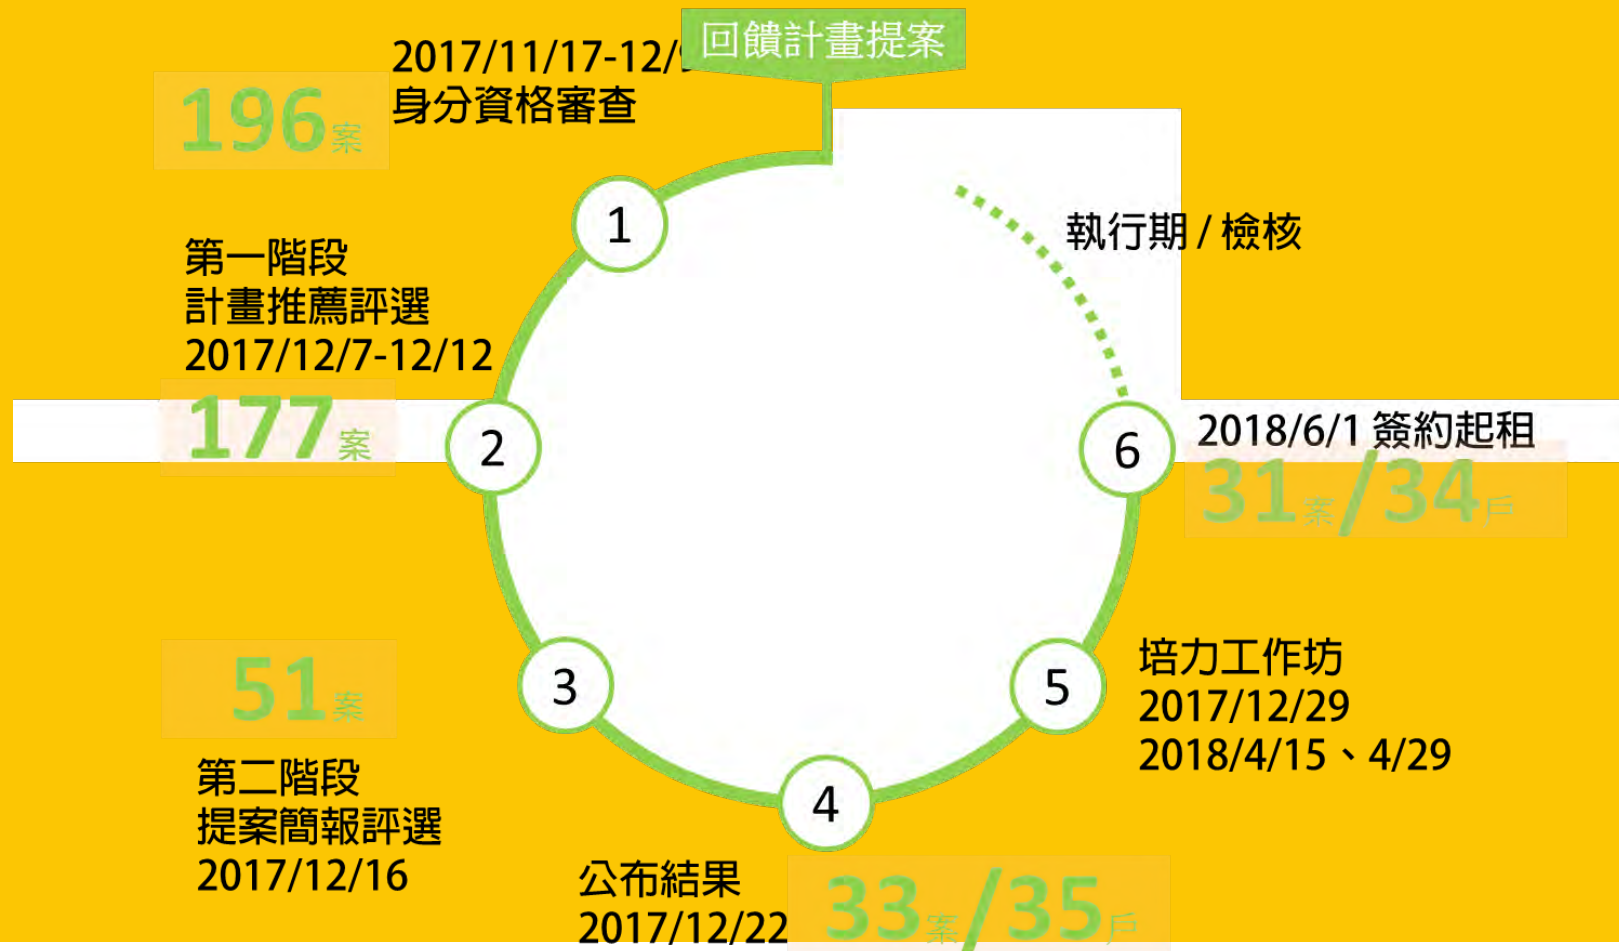 回饋計畫提案
2017/11/17-12/
身分資格審查
196案
1
第一階段
計畫推薦評選
2017/12/7-12/12
177案
2
51案
3
第二階段
提案簡報評選
2017/12/16
4
公布結果
2017/12/22
33案/35戶
5
培力工作坊
2017/12/29
2018/4/15、4/29
6
2018/6/1 簽約起租
31案/34戶
執行期 / 檢核